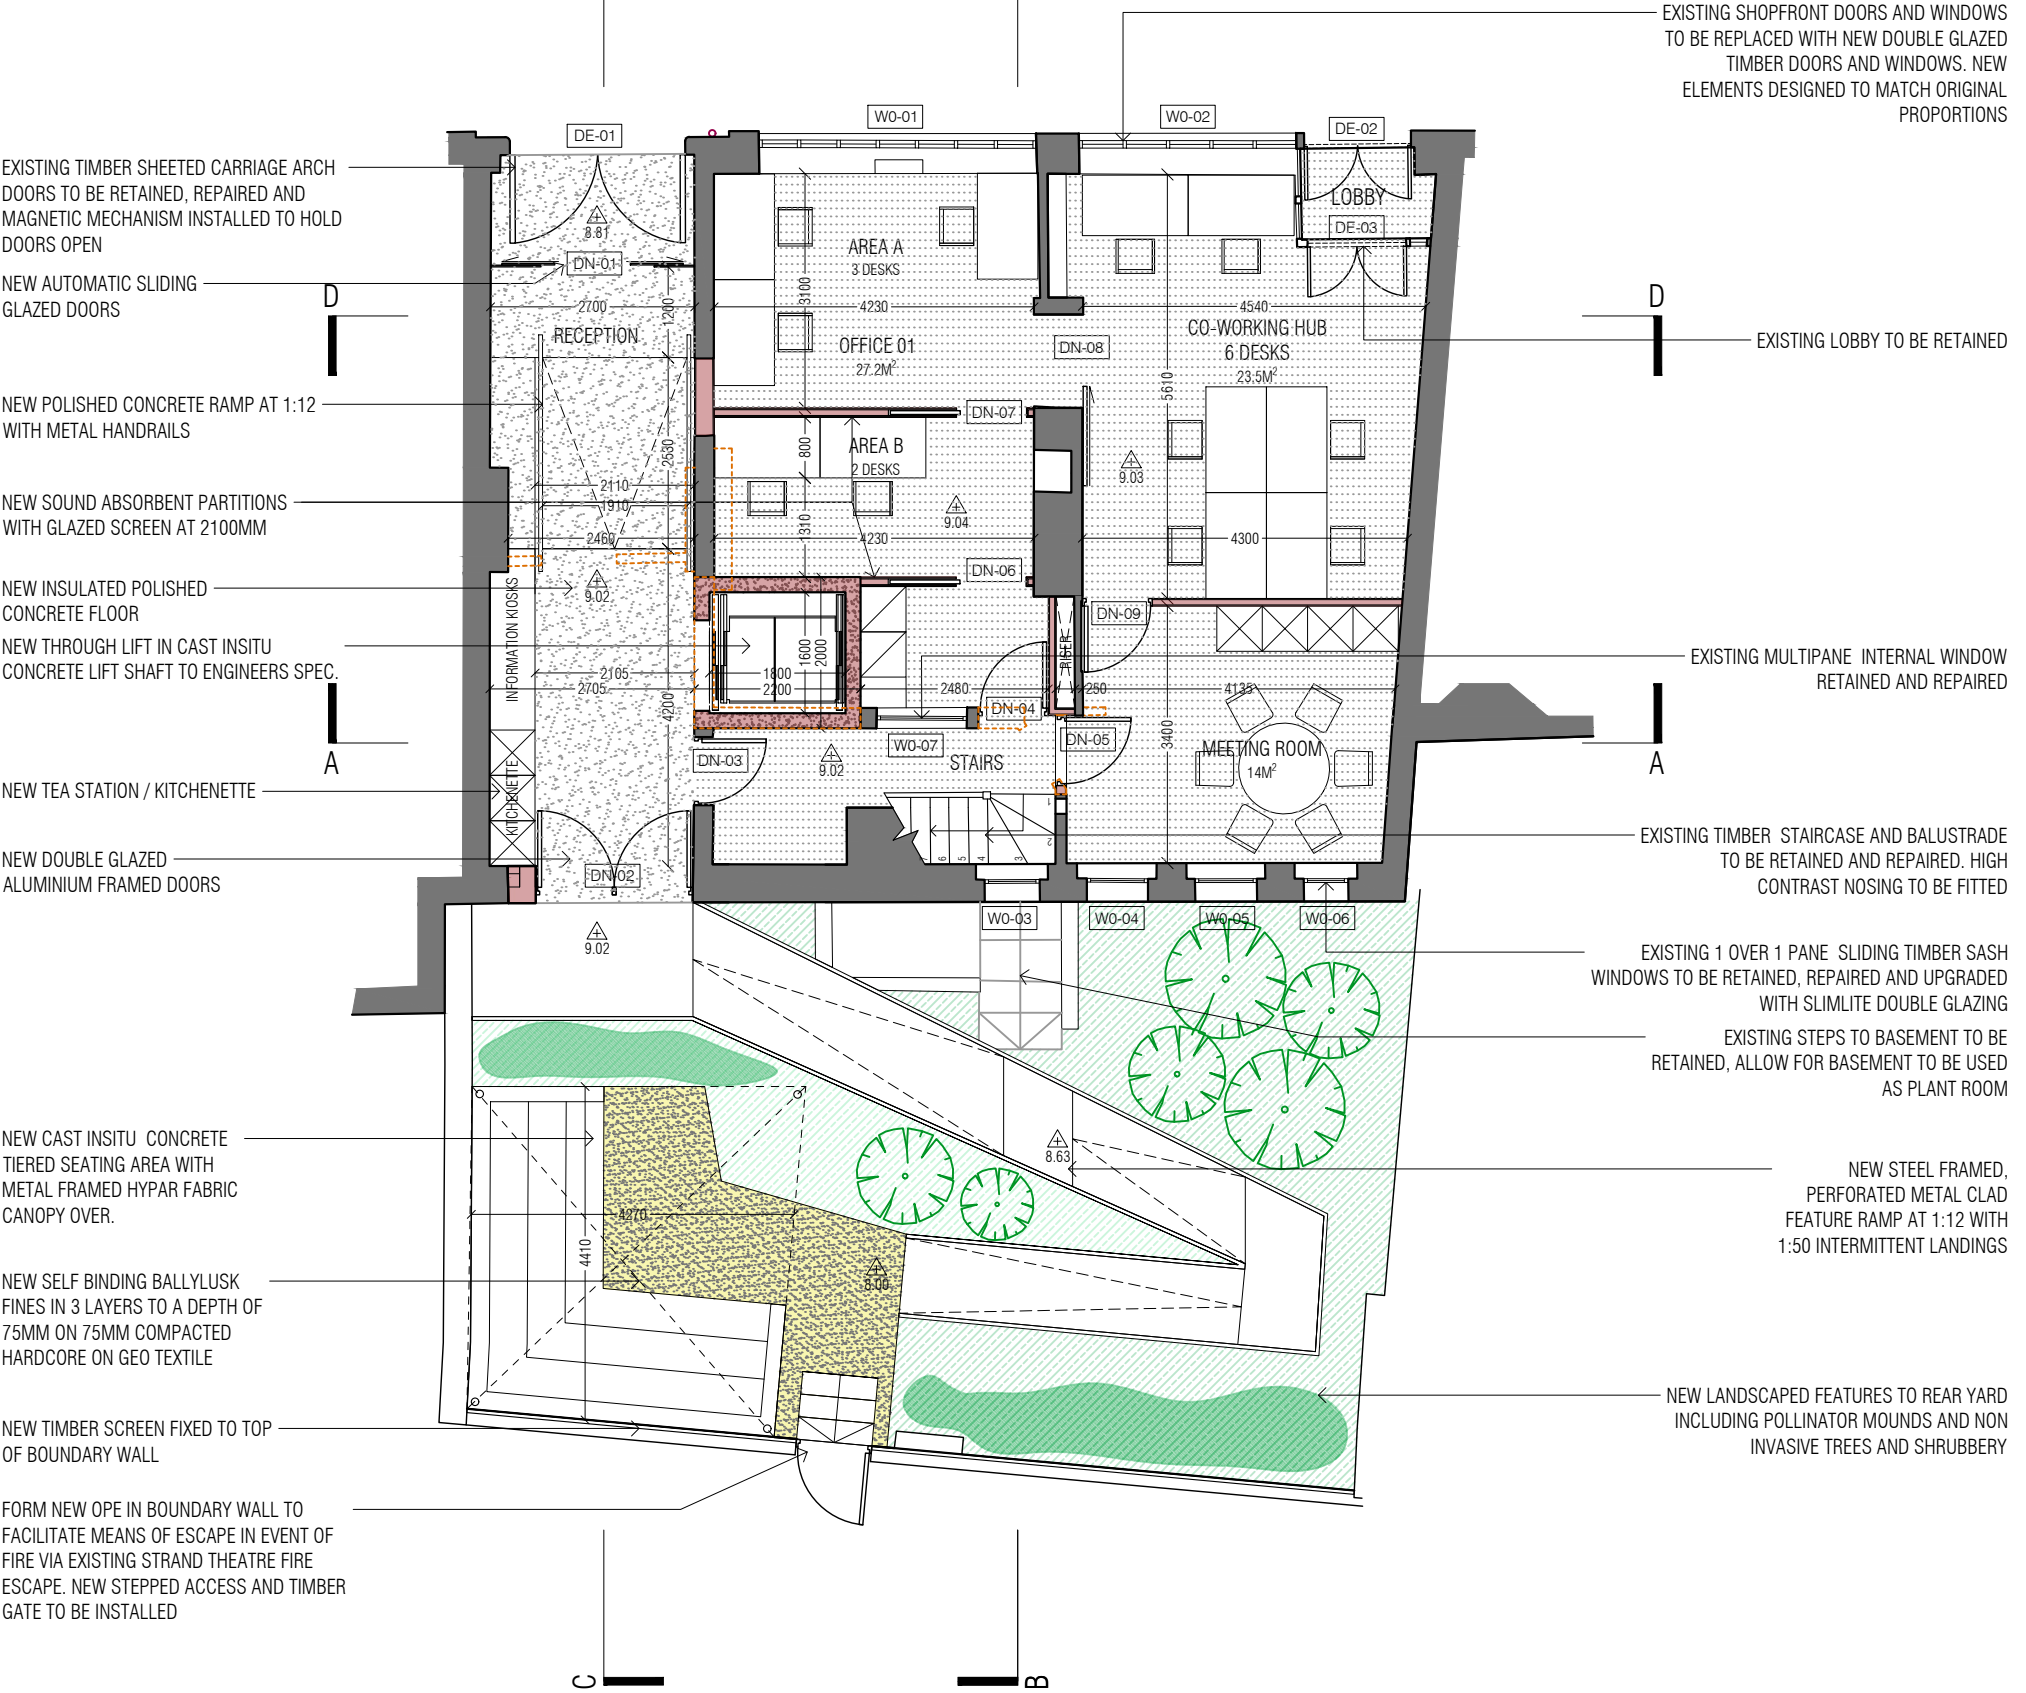 EXISTING SHOPFRONT DOORS AND WINDOWS
TO BE REPLACED WITH NEW DOUBLE GLAZED
TIMBER DOORS AND WINDOWS. NEW
ELEMENTS DESIGNED TO MATCH ORIGINAL
PROPORTIONS
EXISTING TIMBER SHEETED CARRIAGE ARCH
DOORS TO BE RETAINED, REPAIRED AND
MAGNETIC MECHANISM INSTALLED TO HOLD
DOORS OPEN
NEW AUTOMATIC SLIDING
GLAZED DOORS
NEW POLISHED CONCRETE RAMP AT 1:12
WITH METAL HANDRAILS
NEW SOUND ABSORBENT PARTITIONS
WITH GLAZED SCREEN AT 2100MM
NEW INSULATED POLISHED
CONCRETE FLOOR
NEW THROUGH LIFT IN CAST INSITU
CONCRETE LIFT SHAFT TO ENGINEERS SPEC.
NEW TEA STATION / KITCHENETTE
NEW DOUBLE GLAZED
ALUMINIUM FRAMED DOORS
NEW CAST INSITU CONCRETE
TIERED SEATING AREA WITH
METAL FRAMED HYPAR FABRIC
CANOPY OVER.
NEW SELF BINDING BALLYLUSK
FINES IN 3 LAYERS TO A DEPTH OF
75MM ON 75MM COMPACTED
HARDCORE ON GEO TEXTILE
NEW TIMBER SCREEN FIXED TO TOP
OF BOUNDARY WALL
FORM NEW OPE IN BOUNDARY WALL TO
FACILITATE MEANS OF ESCAPE IN EVENT OF
FIRE VIA EXISTING STRAND THEATRE FIRE
ESCAPE. NEW STEPPED ACCESS AND TIMBER
GATE TO BE INSTALLED
D
A
DE-01
8.81
DN-01
2700
1200
RECEPTION
2530
2110
1910
2460
9.02
INFORMATION KIOSKS
2105
2705
4200
KITCHENETTE
DN-02
9.02
W0-01
AREA A
3 DESKS
3100
4230
OFFICE 01
27.2M²
DN-07
AREA B
2 DESKS
800
1310
9.04
4230
DN-06
1600
2000
1800
2200
2480
RISER
250
DN-04
W0-07
DN-03
9.02
STAIRS
DN-05
1
2
3
4
5
6
W0-02
DE-02
LOBBY
DE-03
4540
CO-WORKING HUB
6 DESKS
23.5M²
DN-08
5610
9.03
4300
DN-09
4135
3400
MEETING ROOM
14M²
W0-03
W0-04
W0-05
W0-06
8.63
4270
4410
8.00
D
EXISTING LOBBY TO BE RETAINED
EXISTING MULTIPANE INTERNAL WINDOW
RETAINED AND REPAIRED
A
EXISTING TIMBER STAIRCASE AND BALUSTRADE
TO BE RETAINED AND REPAIRED. HIGH
CONTRAST NOSING TO BE FITTED
EXISTING 1 OVER 1 PANE SLIDING TIMBER SASH
WINDOWS TO BE RETAINED, REPAIRED AND UPGRADED
WITH SLIMLITE DOUBLE GLAZING
EXISTING STEPS TO BASEMENT TO BE
RETAINED, ALLOW FOR BASEMENT TO BE USED
AS PLANT ROOM
NEW STEEL FRAMED,
PERFORATED METAL CLAD
FEATURE RAMP AT 1:12 WITH
1:50 INTERMITTENT LANDINGS
NEW LANDSCAPED FEATURES TO REAR YARD
INCLUDING POLLINATOR MOUNDS AND NON
INVASIVE TREES AND SHRUBBERY
C
B